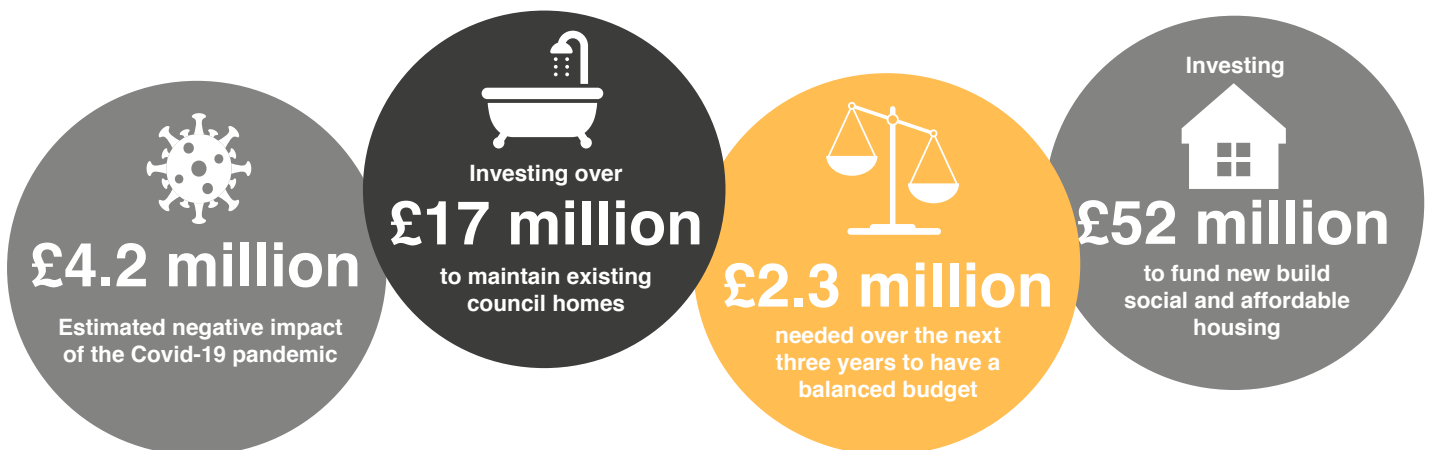 £4.2 million
Estimated negative impact
of the Covid-19 pandemic
Investing over
£17 million
to maintain existing
council homes
£2.3 million
needed over the next
three years to have a
balanced budget
Investing
£52 million
to fund new build
social and affordable
housing